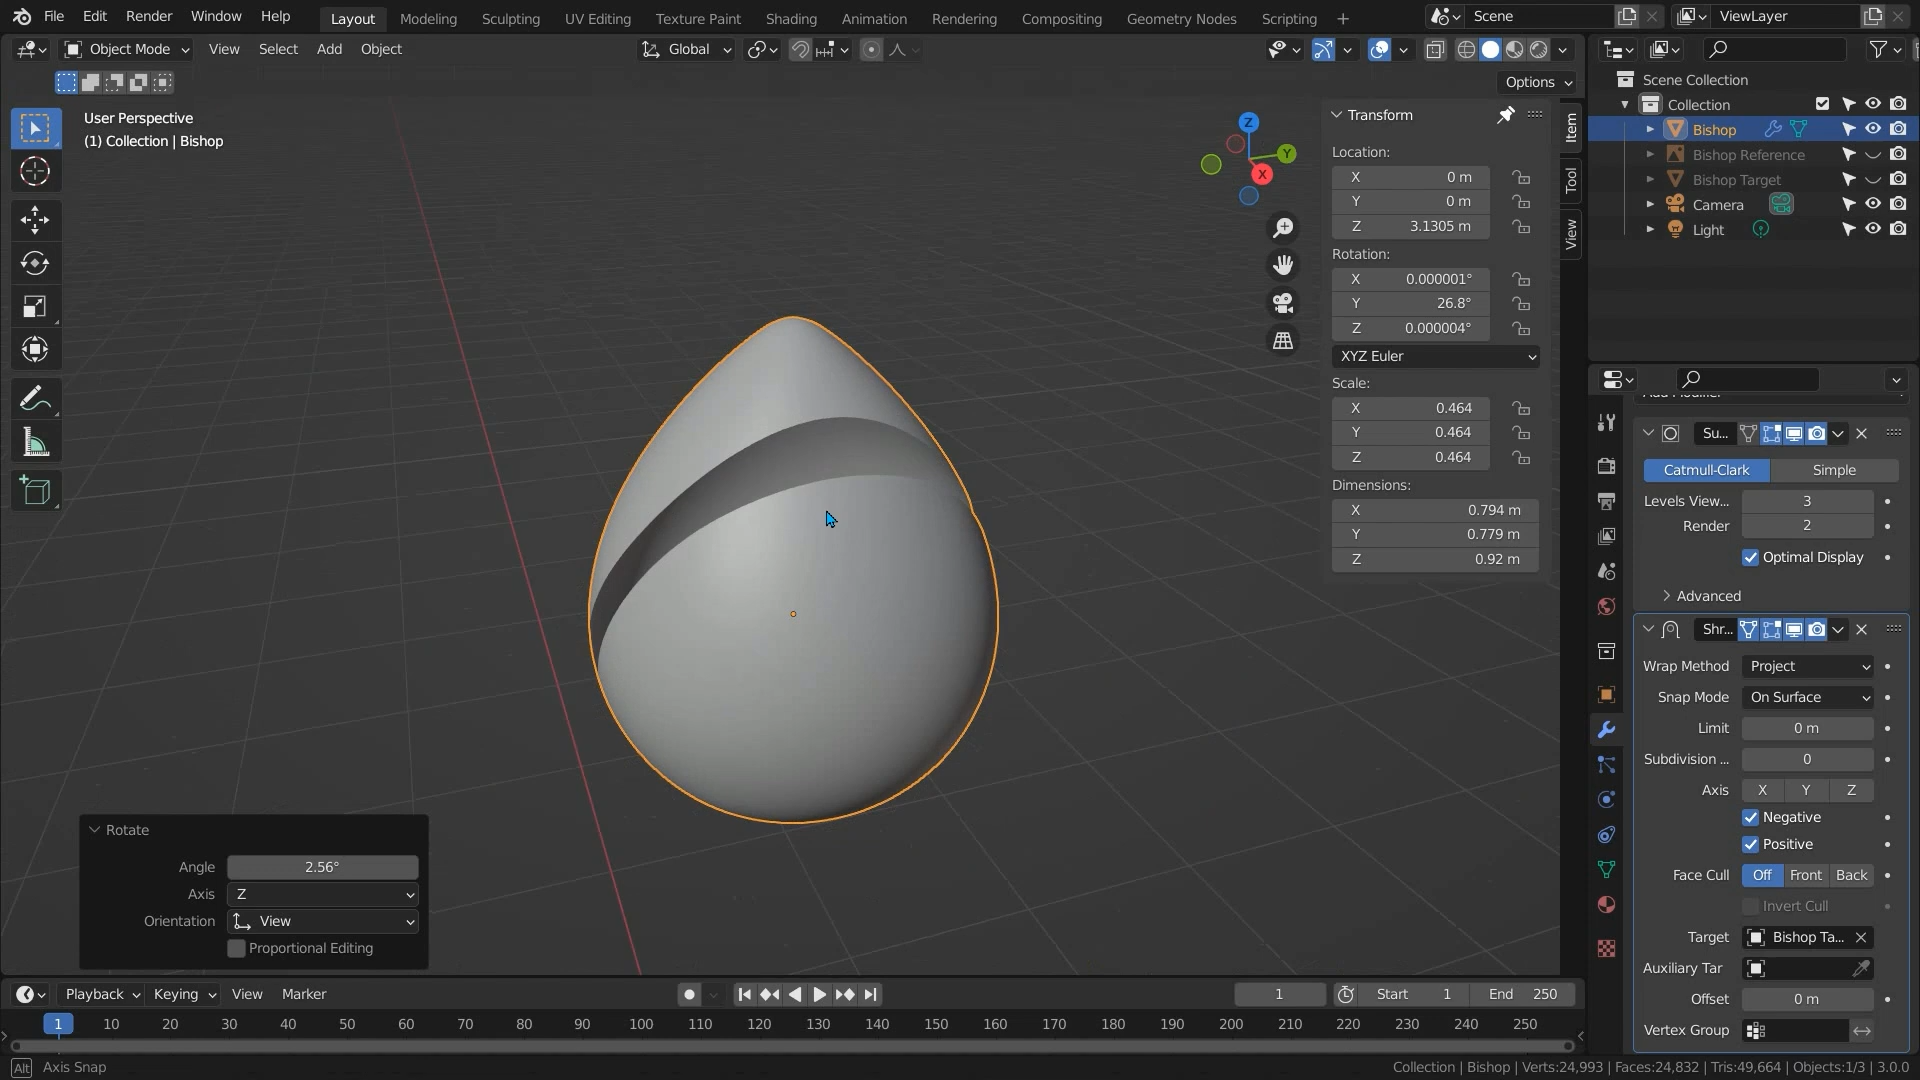 File Edit Render Window Help Layout Modeling Sculpting UV Editing Texture Paint Shading Animation Rendering Compositing Geometry Nodes Scripting + Scene ViewLayer
Object Mode View Select Add Object Global
Options
User Perspective
(1) Collection | Bishop
Z
Y
X
Transform
Location:
X 0 m
Y 0 m
Z 3.1305 m
Rotation:
X 0.000001°
Y 26.8°
Z 0.000004°
XYZ Euler
Scale:
X 0.464
Y 0.464
Z 0.464
Dimensions:
X 0.794 m
Y 0.779 m
Z 0.92 m
Item
Tool
View
Scene Collection
Collection
Bishop
Bishop Reference
Bishop Target
Camera
Light
Su...
Catmull-Clark Simple
Levels View... 3
Render 2
Optimal Display
Advanced
Shr...
Wrap Method Project
Snap Mode On Surface
Limit 0 m
Subdivision ... 0
Axis X Y Z
Negative
Positive
Face Cull Off Front Back
Invert Cull
Target Bishop Ta...
Auxiliary Tar
Offset 0 m
Vertex Group
Rotate
Angle 2.56°
Axis Z
Orientation View
Proportional Editing
Playback Keying View Marker 1 Start 1 End 250
1 10 20 30 40 50 60 70 80 90 100 110 120 130 140 150 160 170 180 190 200 210 220 230 240 250
Alt Axis Snap
Collection | Bishop | Verts:24,993 | Faces:24,832 | Tris:49,664 | Objects:1/3 | 3.0.0